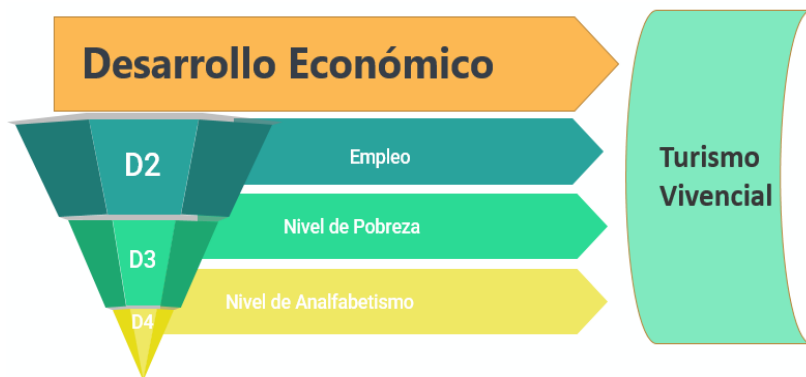 Desarrollo Económico
D2
Empleo
D3
Nivel de Pobreza
D4
Nivel de Analfabetismo
Turismo
Vivencial